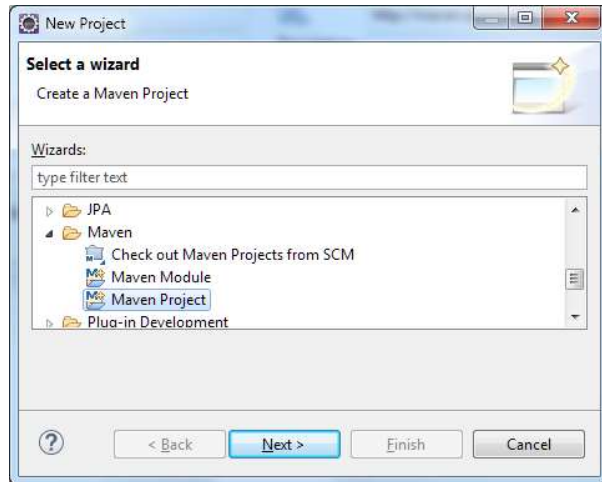 New Project
Select a wizard
Create a Maven Project
Wizards:
type filter text
JPA
Maven
Check out Maven Projects from SCM
Maven Module
Maven Project
Plug-in Development
? < Back Next > Finish Cancel